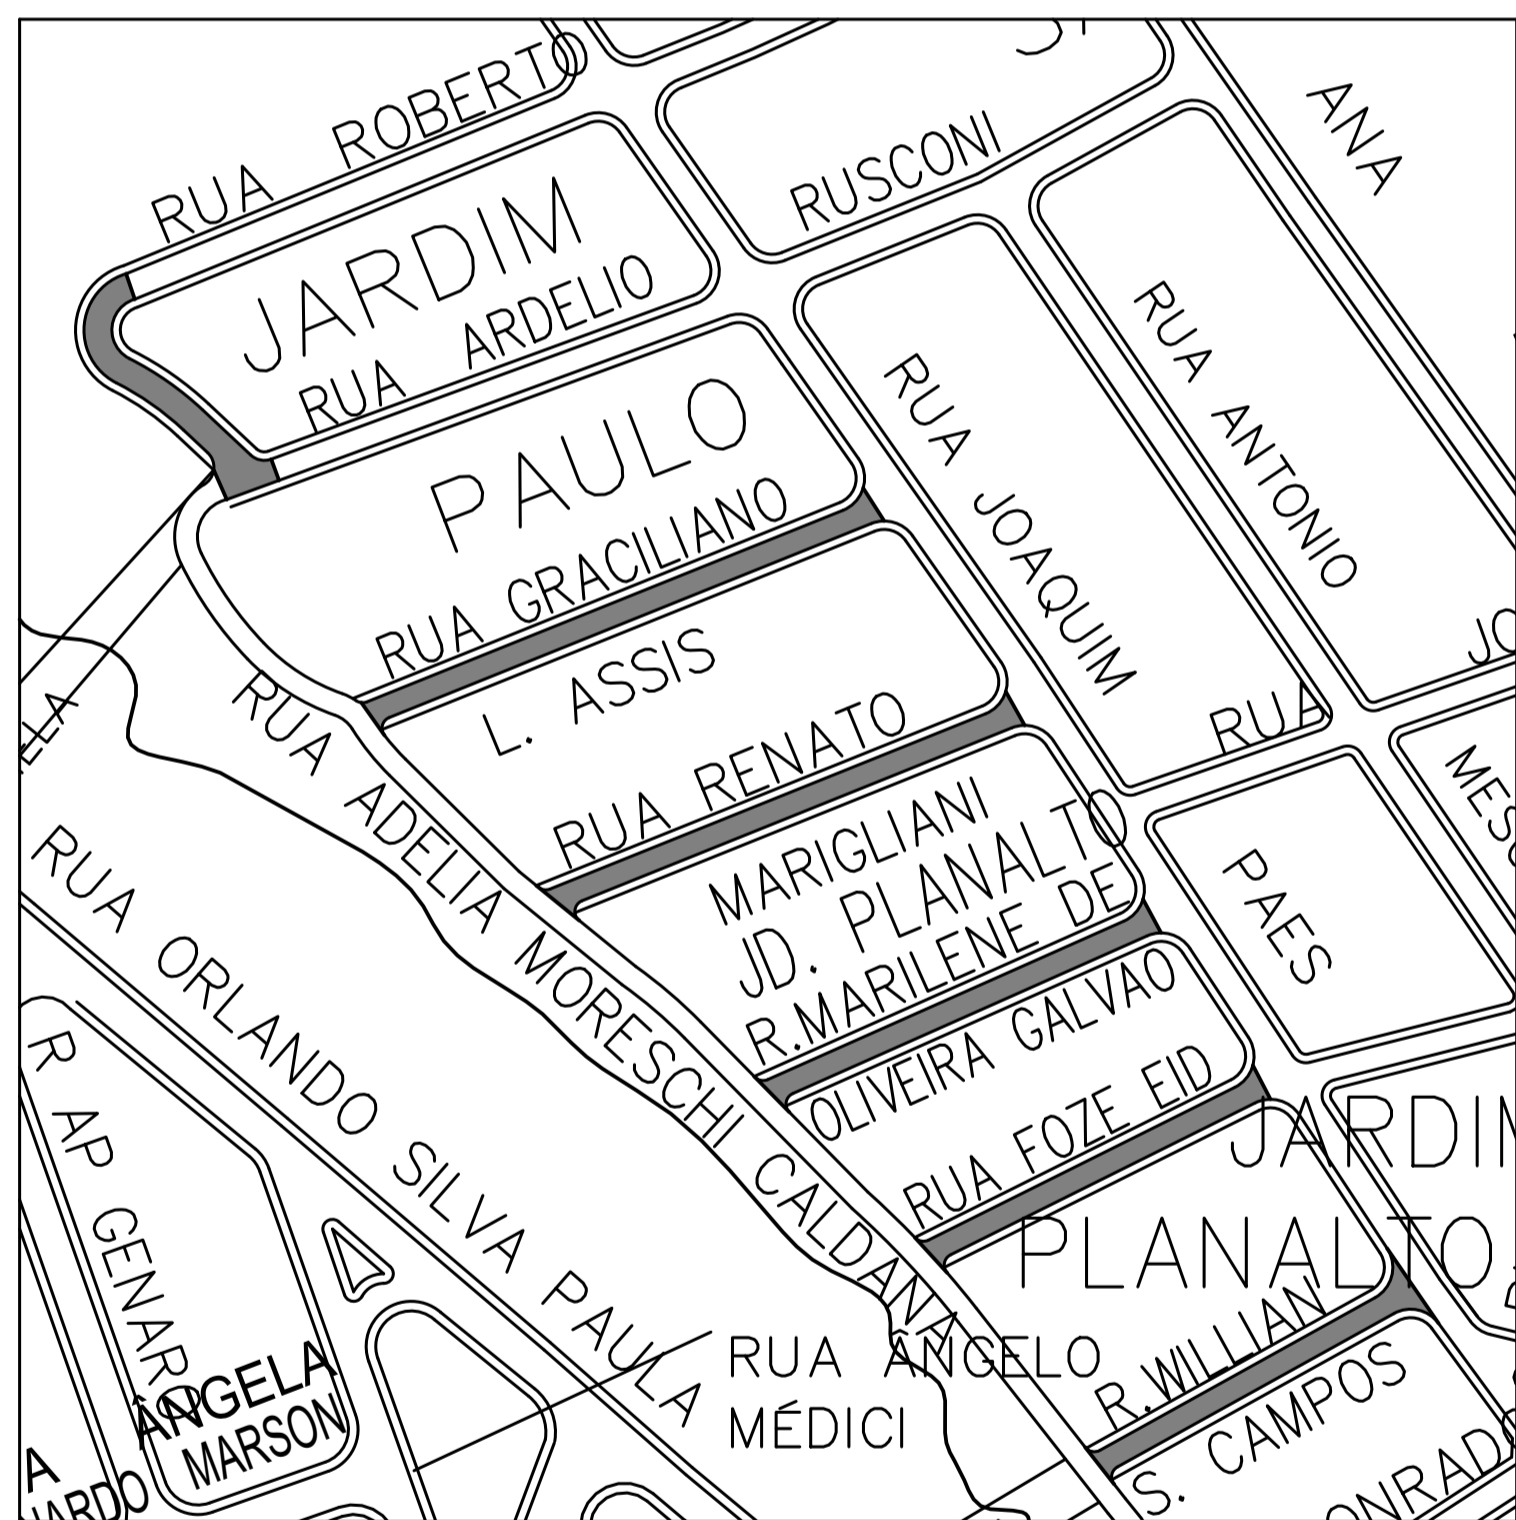 RUA ROBERTO
RUSCONI
ANA
JARDIM
RUA ARDELIO
PAULO
RUA GRACILIANO
L. ASSIS
RUA RENATO
MARIGLIANI
JD. PLANALTO
R.MARILENE DE
OLIVEIRA GALVAO
RUA FOZE EID
JARDIM
PLANALTO
R.WILLIAN
S. CAMPOS
RUA JOAQUIM
PAES
RUA ANTONIO
RUA
RUA ADELIA MORESCHI CALDANA
RUA ORLANDO SILVA PAULA
R AP GENARO
ÂNGELA
MARSON
RUA ÂNGELO
MÉDICI